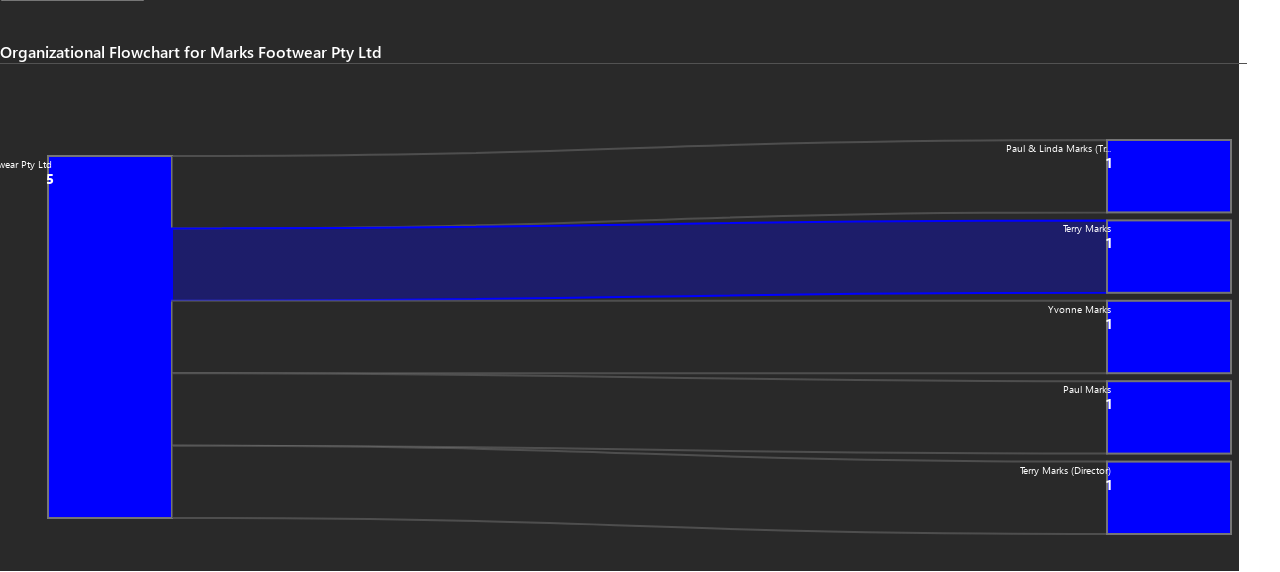 Organizational Flowchart for Marks Footwear Pty Ltd
wear Pty Ltd
5
Paul & Linda Marks (Tr...
1
Terry Marks
1
Yvonne Marks
1
Paul Marks
1
Terry Marks (Director)
1